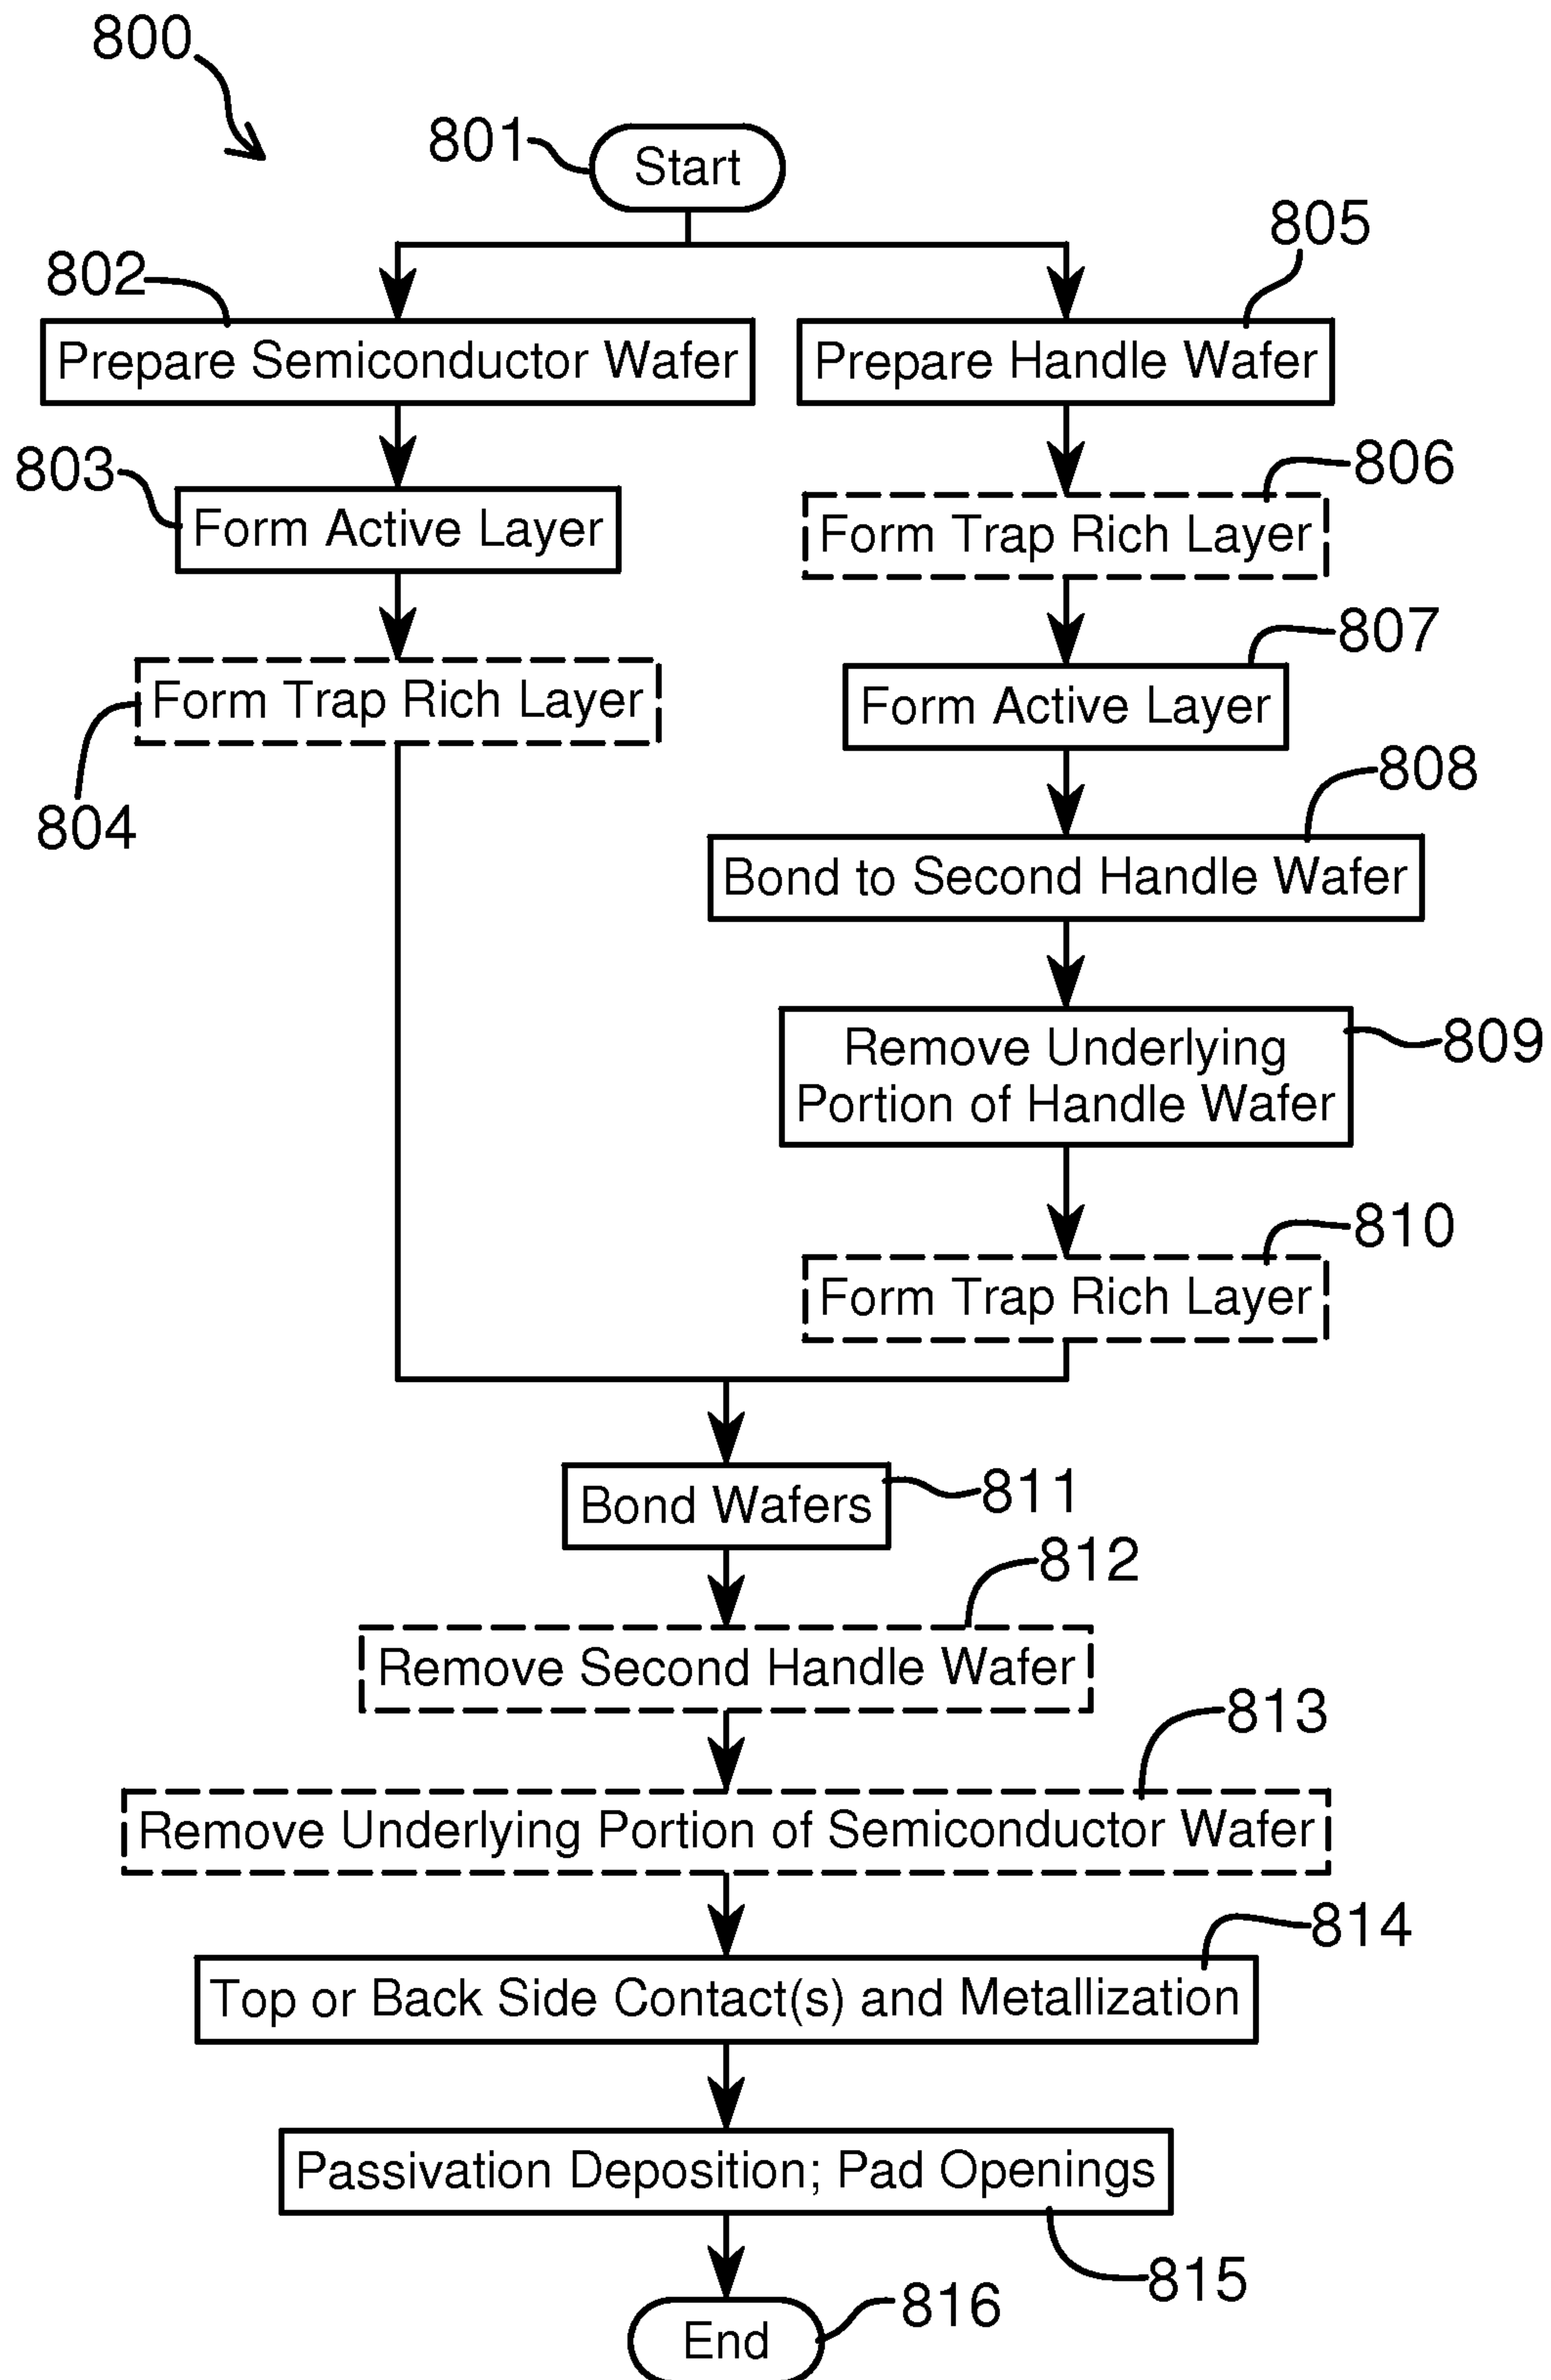 800
801
Start
802
805
Prepare Semiconductor Wafer
Prepare Handle Wafer
803
Form Active Layer
806
Form Trap Rich Layer
804
Form Trap Rich Layer
807
Form Active Layer
808
Bond to Second Handle Wafer
809
Remove Underlying
Portion of Handle Wafer
810
Form Trap Rich Layer
811
Bond Wafers
812
Remove Second Handle Wafer
813
Remove Underlying Portion of Semiconductor Wafer
814
Top or Back Side Contact(s) and Metallization
Passivation Deposition; Pad Openings
815
816
End